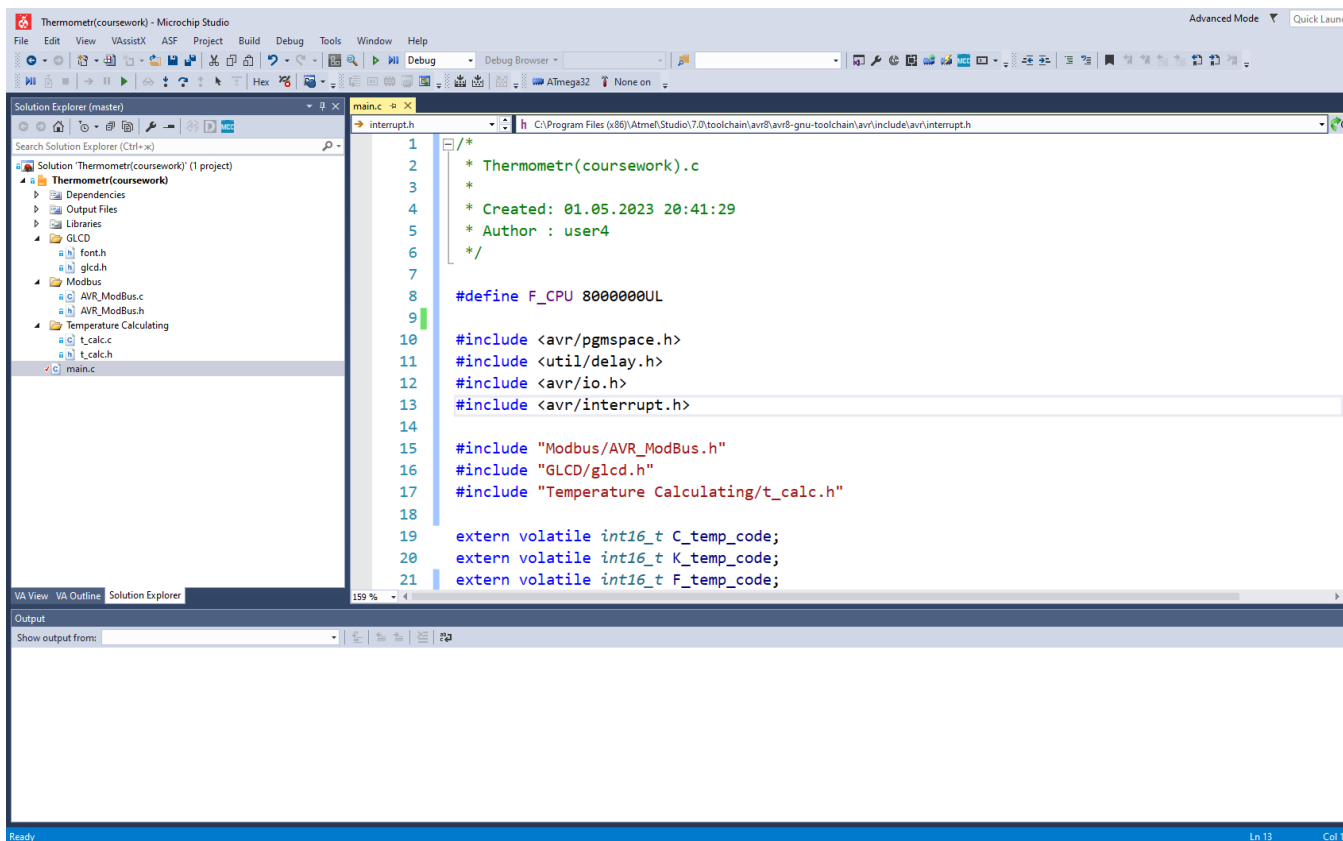 Thermometr(coursework) - Microchip Studio
Advanced Mode
Quick Laun
File Edit View VAssistX ASF Project Build Debug Tools Window Help
Debug
Debug Browser
Hex
ATmega32
None on
Solution Explorer (master)
Search Solution Explorer (Ctrl+ж)
Solution 'Thermometr(coursework)' (1 project)
Thermometr(coursework)
Dependencies
Output Files
Libraries
GLCD
font.h
glcd.h
Modbus
AVR_ModBus.c
AVR_ModBus.h
Temperature Calculating
t_calc.c
t_calc.h
main.c
VA View VA Outline Solution Explorer
main.c
interrupt.h
h C:\Program Files (x86)\Atmel\Studio\7.0\toolchain\avr8\avr8-gnu-toolchain\avr\include\avr\interrupt.h
1 /*
2 * Thermometr(coursework).c
3 *
4 * Created: 01.05.2023 20:41:29
5 * Author : user4
6 */
7
8 #define F_CPU 8000000UL
9
10 #include <avr/pgmspace.h>
11 #include <util/delay.h>
12 #include <avr/io.h>
13 #include <avr/interrupt.h>
14
15 #include "Modbus/AVR_ModBus.h"
16 #include "GLCD/glcd.h"
17 #include "Temperature Calculating/t_calc.h"
18
19 extern volatile int16_t C_temp_code;
20 extern volatile int16_t K_temp_code;
21 extern volatile int16_t F_temp_code;
159 %
Output
Show output from:
Ready
Ln 13
Col 1